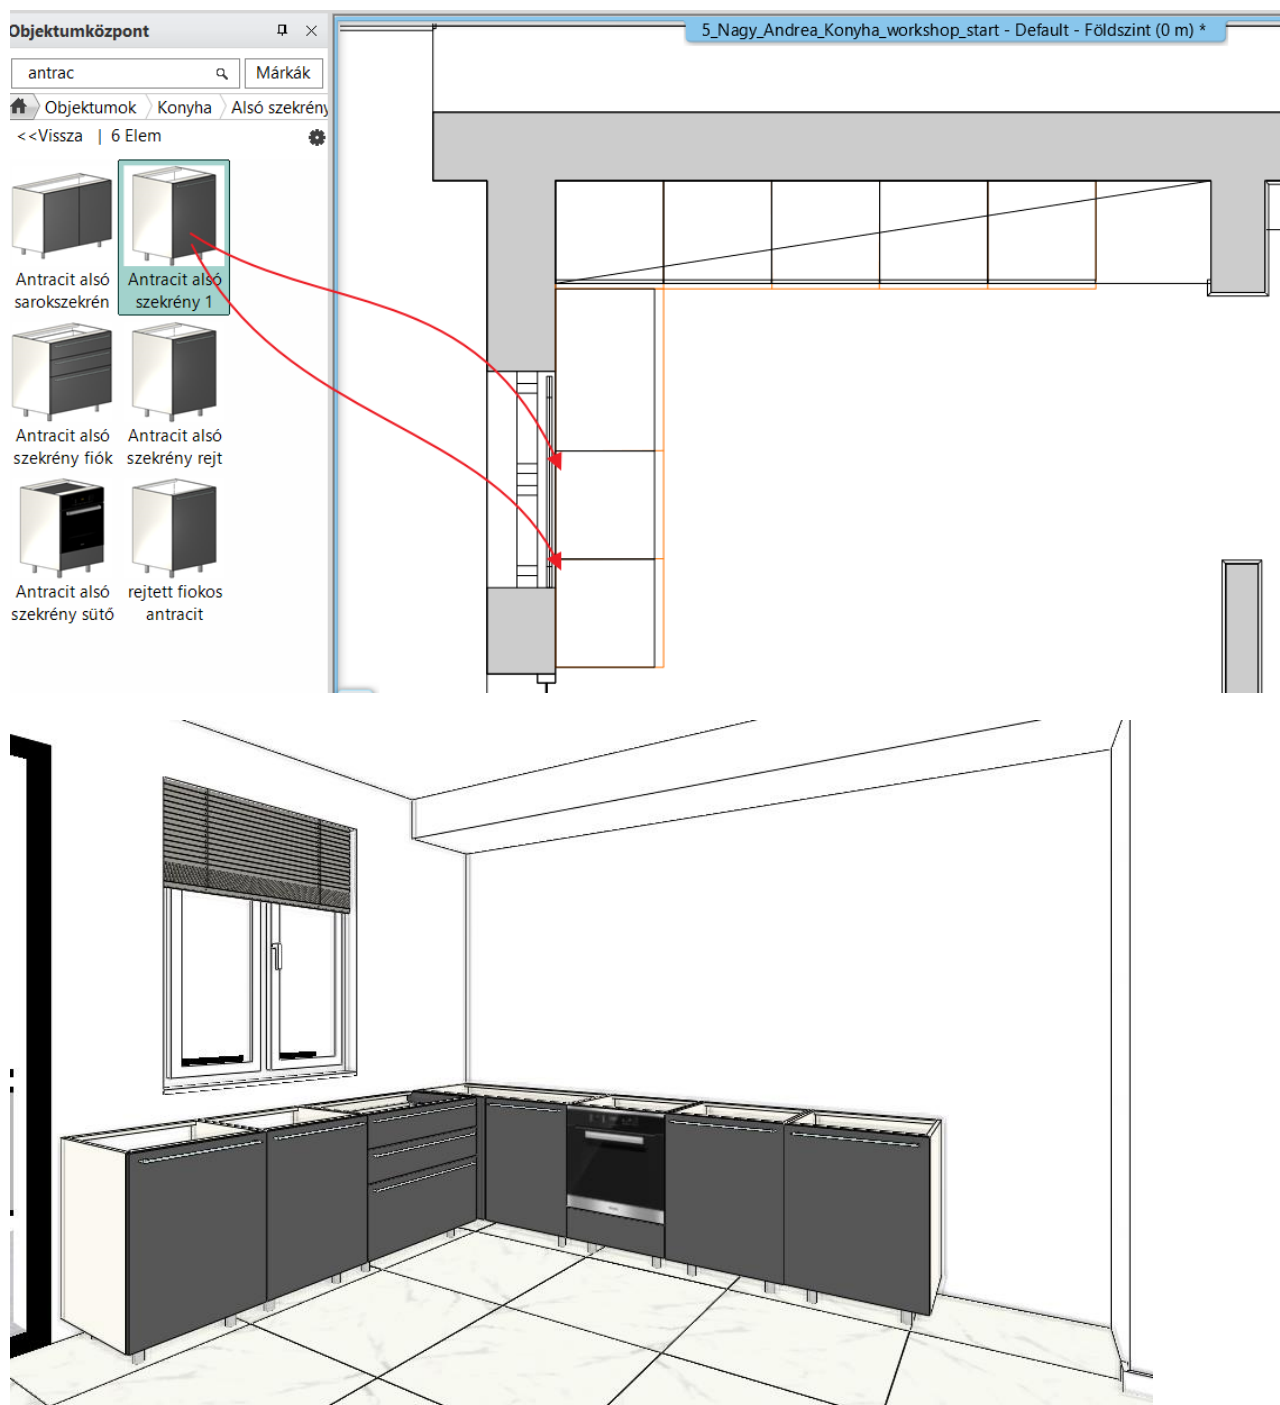 Objektumközpont
5_Nagy_Andrea_Konyha_workshop_start - Default - Földszint (0 m) *
antrac
Márkák
Objektumok Konyha Alsó szekrény
<<Vissza | 6 Elem
Antracit alsó
sarokszekrén
Antracit alsó
szekrény 1
Antracit alsó
szekrény fiók
Antracit alsó
szekrény rejt
Antracit alsó
szekrény sütő
rejtett fiokos
antracit